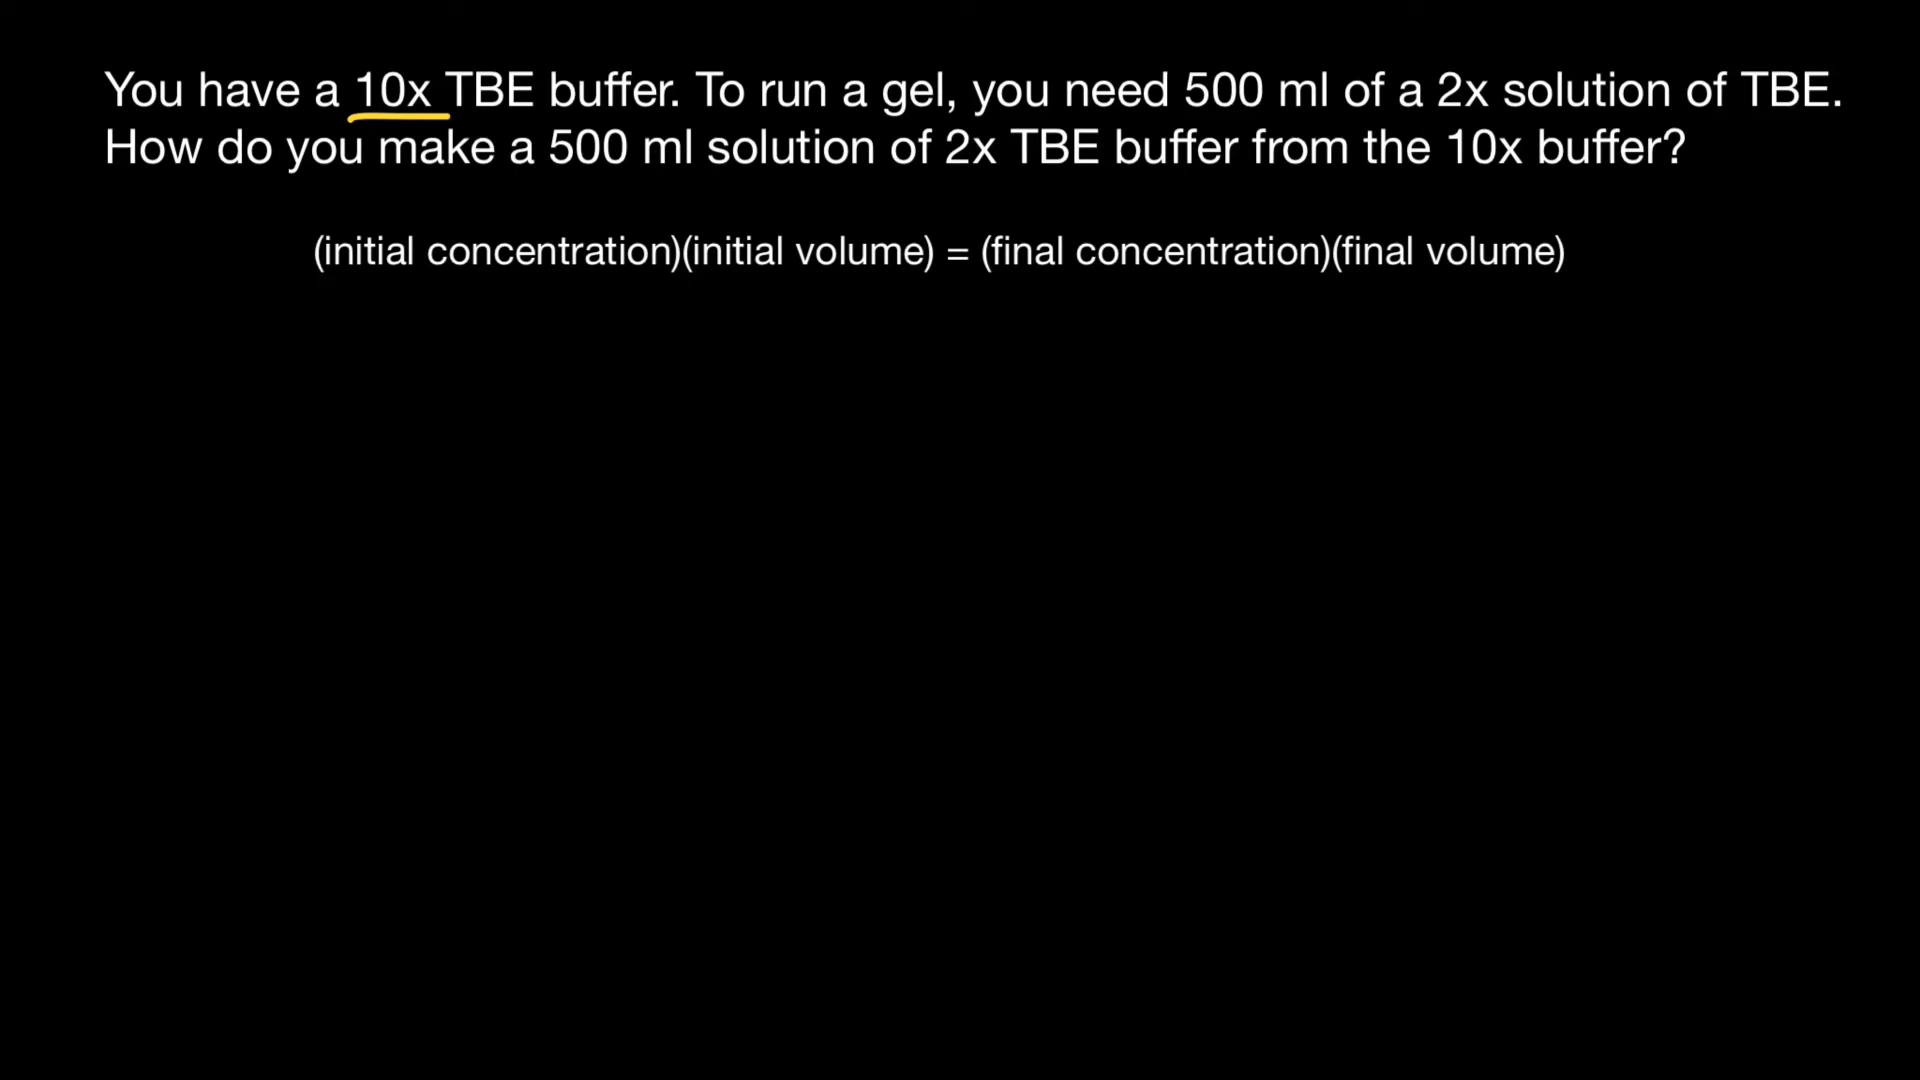 You have a 10x TBE buffer. To run a gel, you need 500 ml of a 2x solution of TBE.
How do you make a 500 ml solution of 2x TBE buffer from the 10x buffer?
(initial concentration)(initial volume) = (final concentration)(final volume)